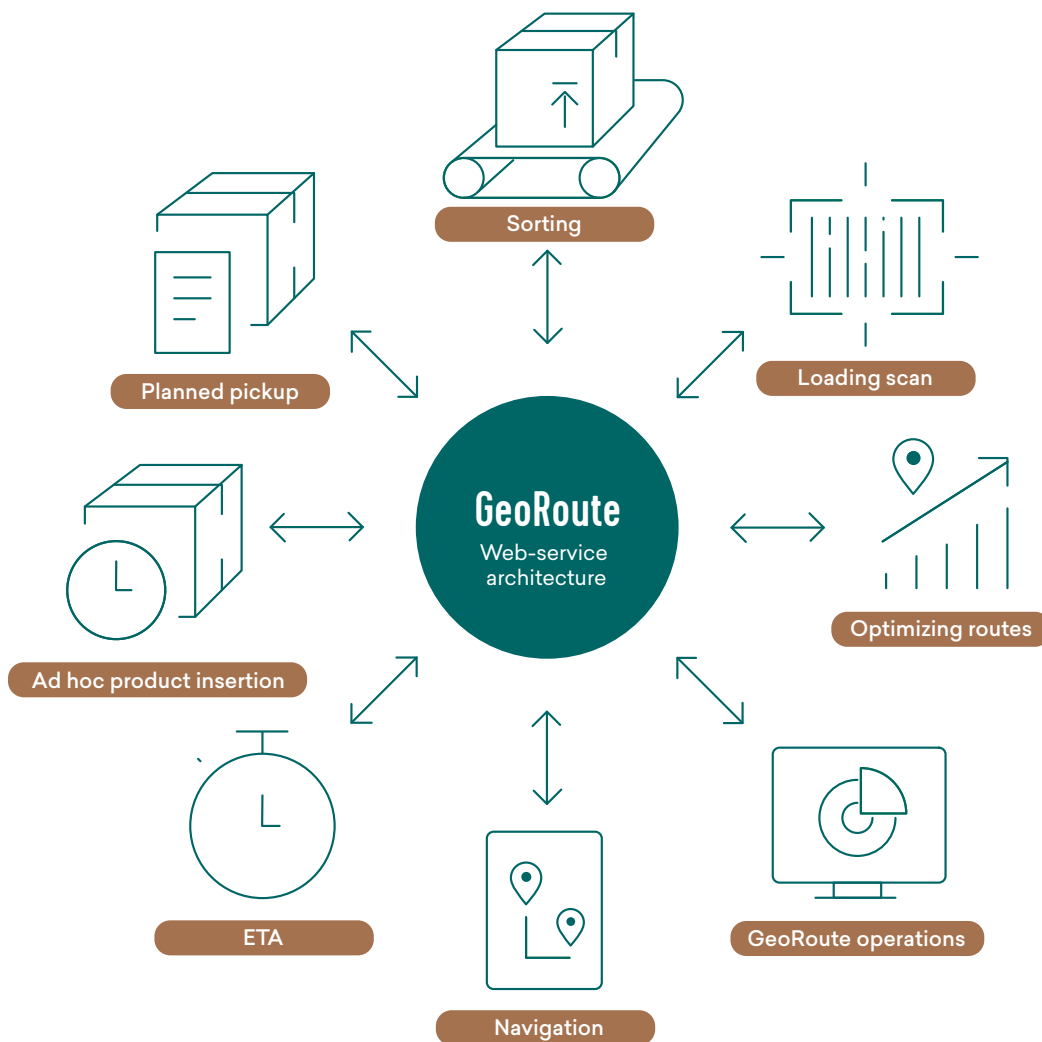 Sorting
Planned pickup
Loading scan
GeoRoute
Web-service
architecture
Optimizing routes
Ad hoc product insertion
ETA
GeoRoute operations
Navigation